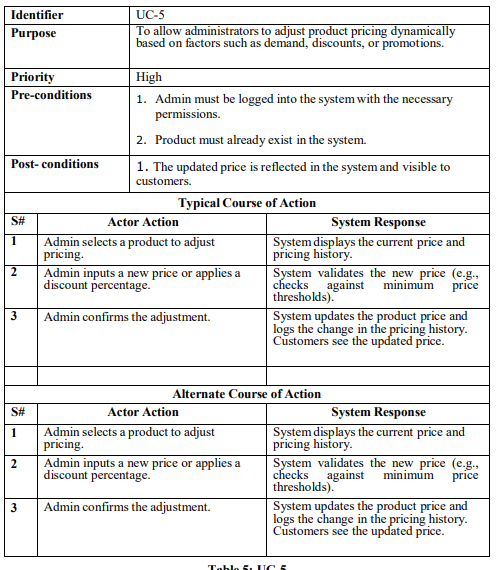 Identifier UC-5
Purpose To allow administrators to adjust product pricing dynamically
based on factors such as demand, discounts, or promotions.
Priority High
Pre-conditions 1. Admin must be logged into the system with the necessary
permissions.
2. Product must already exist in the system.
Post- conditions 1. The updated price is reflected in the system and visible to
customers.
Typical Course of Action
S# Actor Action System Response
1 Admin selects a product to adjust System displays the current price and
pricing. pricing history.
2 Admin inputs a new price or applies a System validates the new price (e.g.,
discount percentage. checks against minimum price
thresholds).
3 Admin confirms the adjustment. System updates the product price and
logs the change in the pricing history.
Customers see the updated price.
Alternate Course of Action
S# Actor Action System Response
1 Admin selects a product to adjust System displays the current price and
pricing. pricing history.
2 Admin inputs a new price or applies a System validates the new price (e.g.,
discount percentage. checks against minimum price
thresholds).
3 Admin confirms the adjustment. System updates the product price and
logs the change in the pricing history.
Customers see the updated price.
Table 5: UC-5